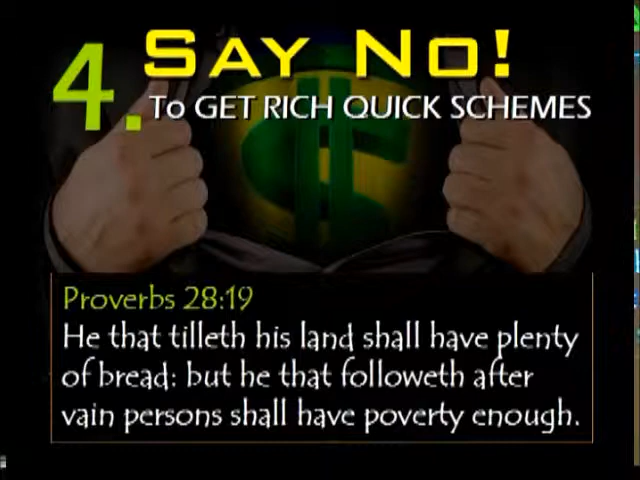 4. SAY NO!
To GET RICH QUICK SCHEMES
Proverbs 28:19
He that tilleth his land shall have plenty
of bread: but he that followeth after
vain persons shall have poverty enough.